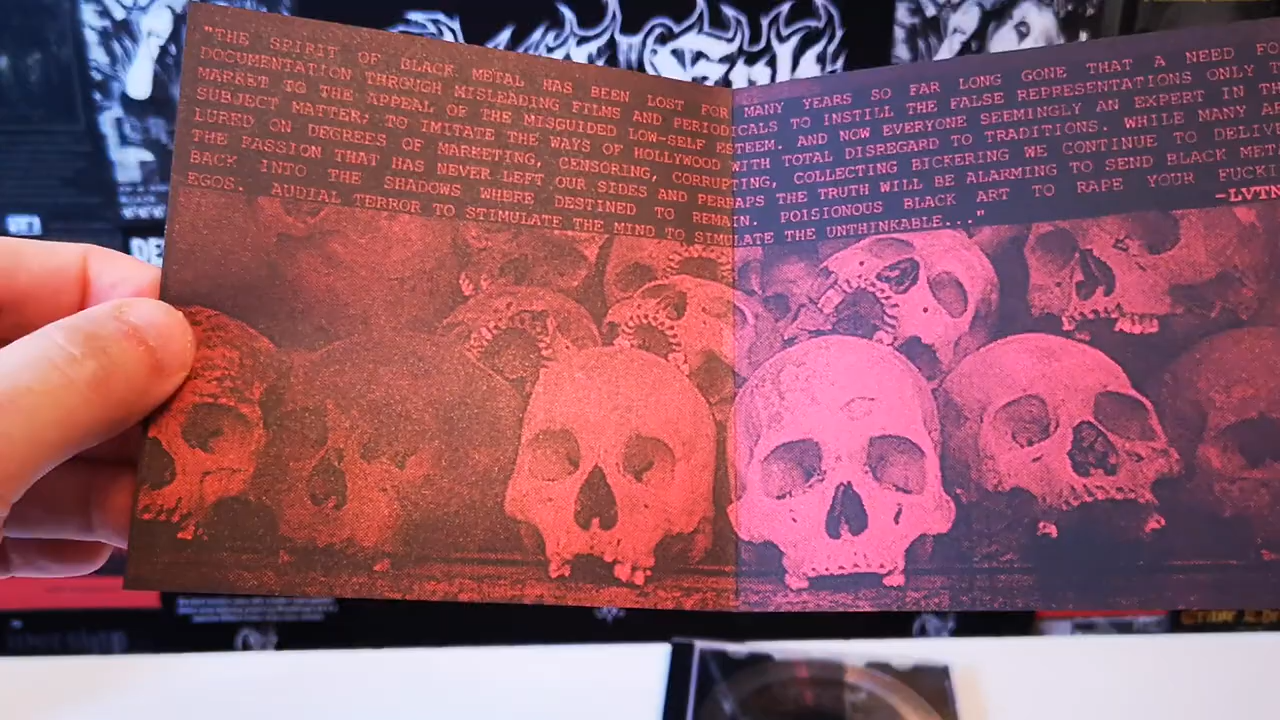 "THE SPIRIT OF BLACK METAL HAS BEEN LOST FOR MANY YEARS SO FAR LONG GONE THAT A NEED FO
DOCUMENTATION THROUGH MISLEADING FILMS AND PERIODICALS TO INSTILL THE FALSE REPRESENTATIONS ONLY T
MARKET TO THE APPEAL OF THE MISGUIDED LOW-SELF ESTEEM. AND NOW EVERYONE SEEMINGLY AN EXPERT IN TH
SUBJECT MATTER; TO IMITATE THE WAYS OF HOLLYWOOD WITH TOTAL DISREGARD TO TRADITIONS. WHILE MANY AR
LURED ON DEGREES OF MARKETING, CENSORING, CORRUPTING, COLLECTING BICKERING WE CONTINUE TO DELIVE
THE PASSION THAT HAS NEVER LEFT OUR SIDES AND PERHAPS THE TRUTH WILL BE ALARMING TO SEND BLACK META
BACK INTO THE SHADOWS WHERE DESTINED TO REMAIN. POISIONOUS BLACK ART TO RAPE YOUR FUCKI
EGOS. AUDIAL TERROR TO STIMULATE THE MIND TO SIMULATE THE UNTHINKABLE..."
-LVTN